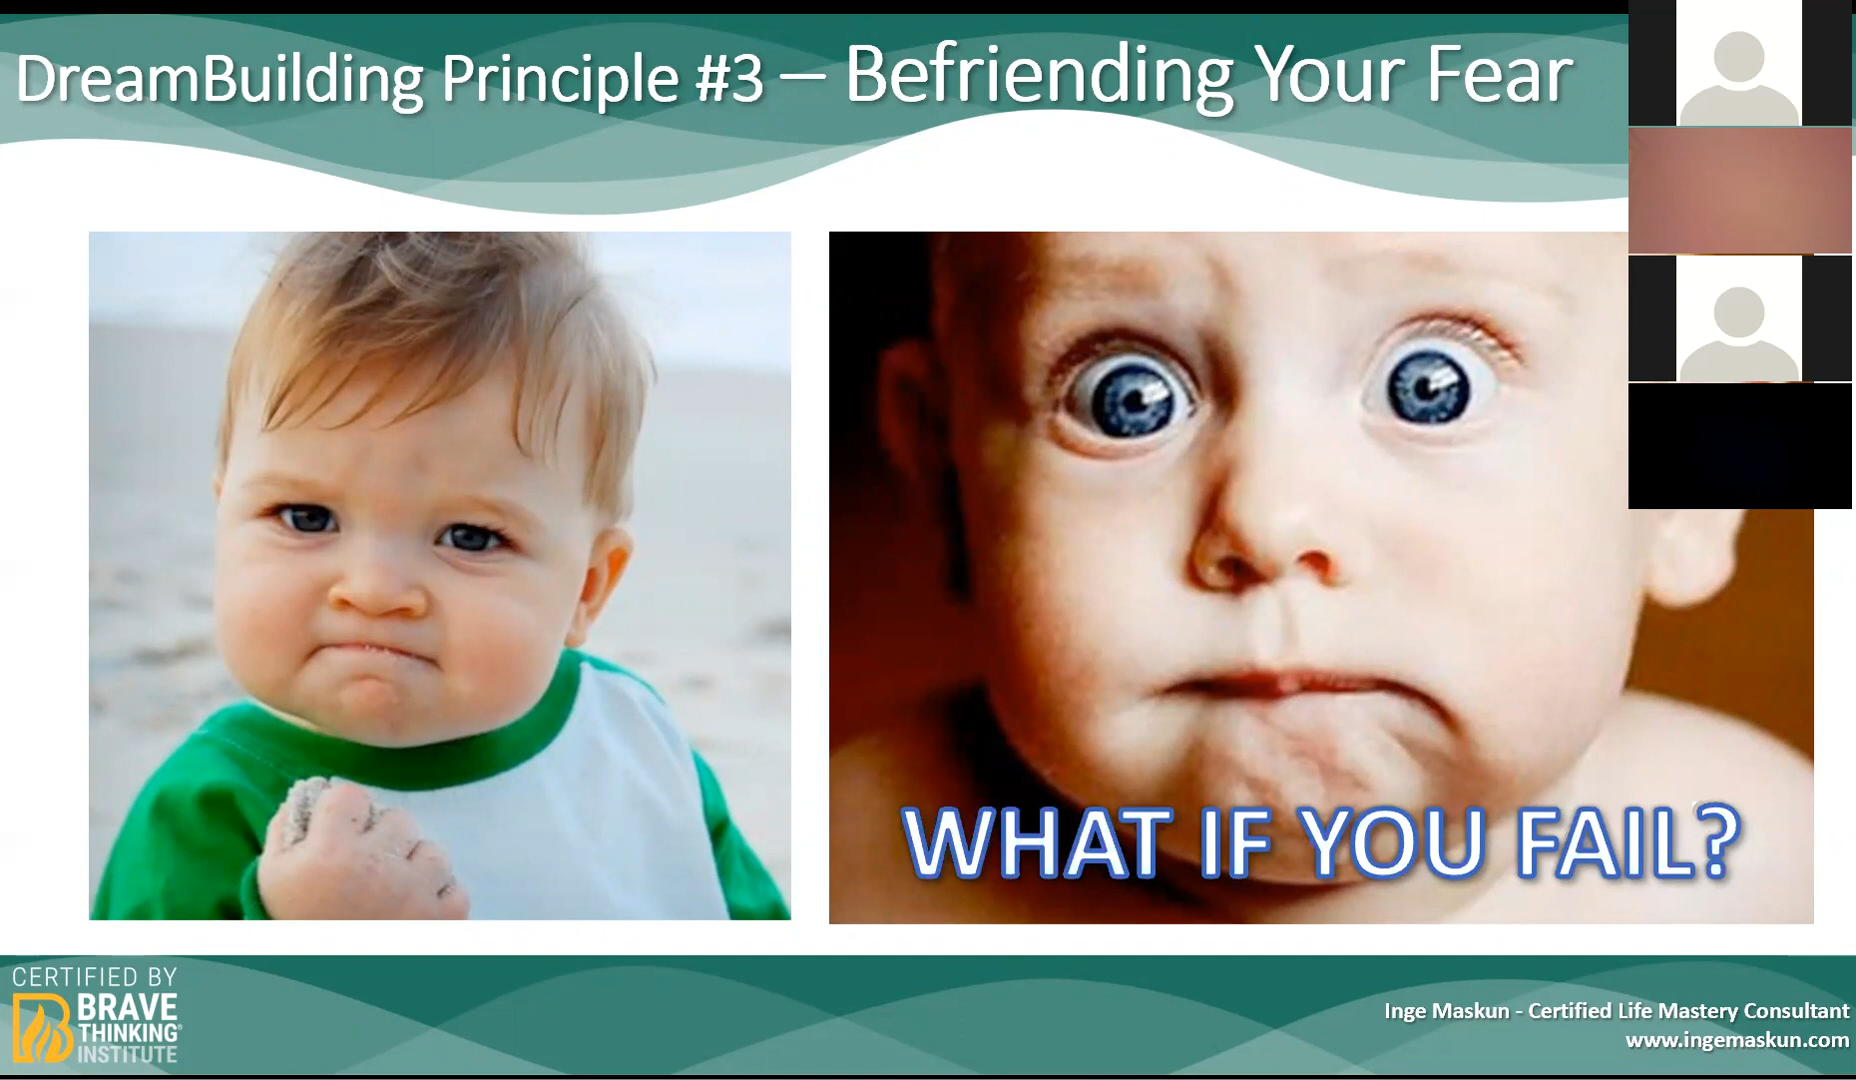 DreamBuilding Principle #3 – Befriending Your Fear
WHAT IF YOU FAIL?
CERTIFIED BY
BRAVE
THINKING®
INSTITUTE
Inge Maskun - Certified Life Mastery Consultant
www.ingemaskun.com